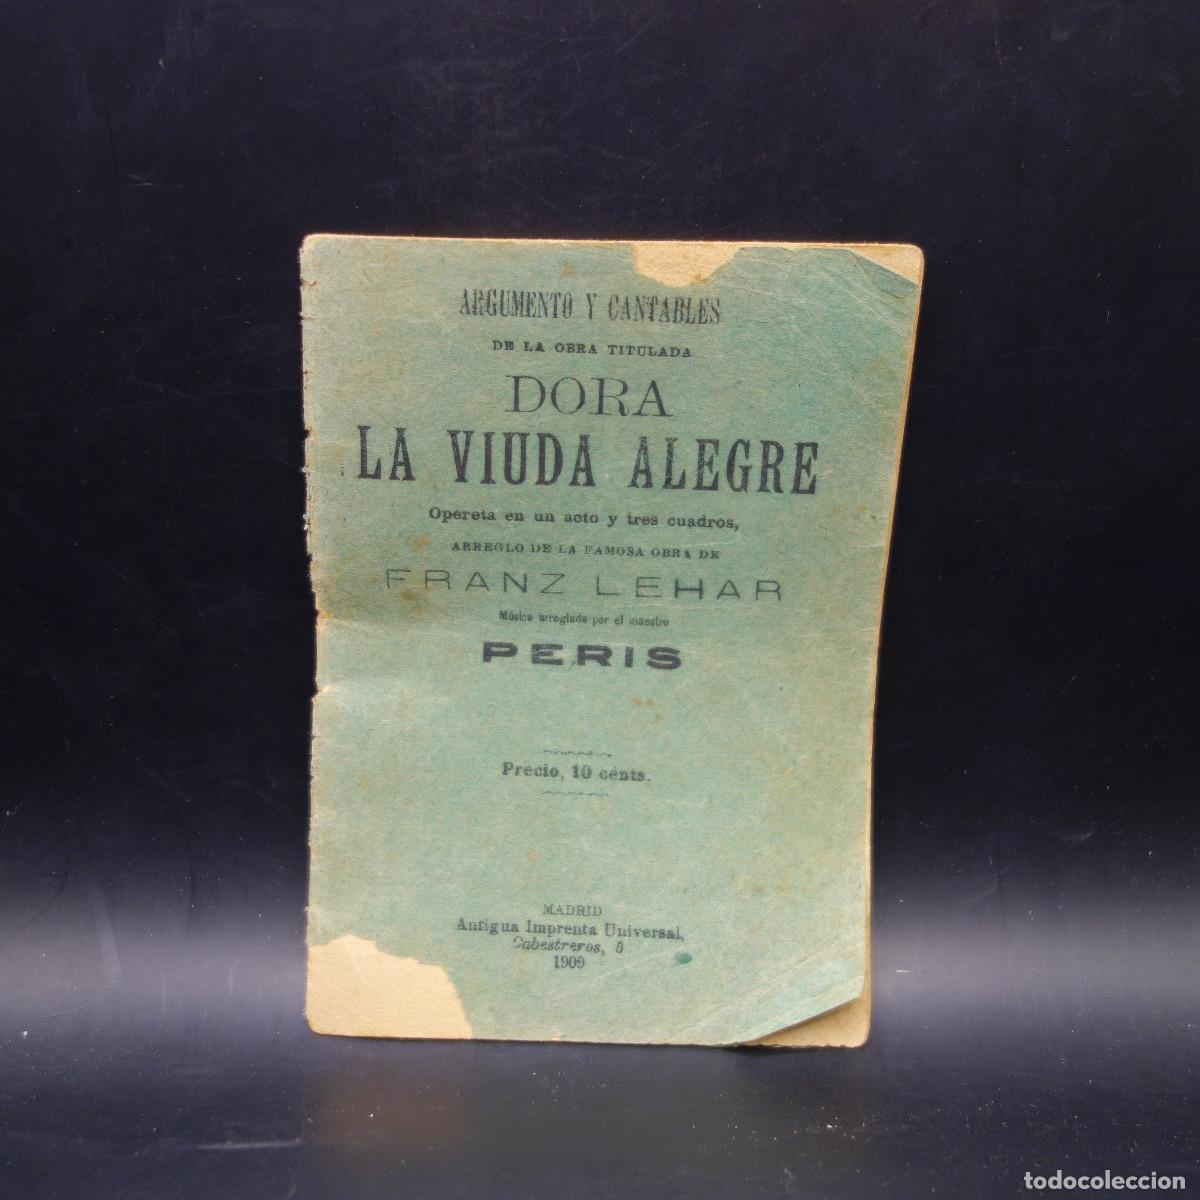 ARGUMENTO Y CANTABLES
DE LA OBRA TITULADA
DORA
LA VIUDA ALEGRE
Opereta en un acto y tres cuadros,
ARREGLO DE LA FAMOSA OBRA DE
FRANZ LEHAR
Música arreglada por el maestro
PERIS
Precio, 10 cénts.
MADRID
Antigua Imprenta Universal,
Cabestreros, 5
1909
todocoleccion